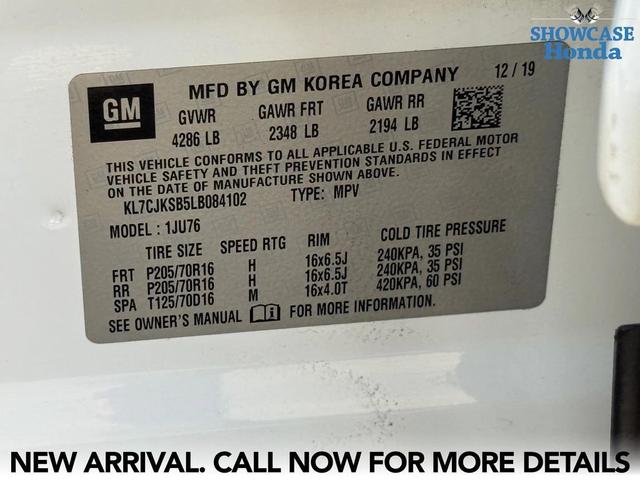 SHOWCASE
Honda
GM
MFD BY GM KOREA COMPANY 12/19
GVWR GAWR FRT GAWR RR
4286 LB 2348 LB 2194 LB
THIS VEHICLE CONFORMS TO ALL APPLICABLE U.S. FEDERAL MOTOR
VEHICLE SAFETY AND THEFT PREVENTION STANDARDS IN EFFECT
ON THE DATE OF MANUFACTURE SHOWN ABOVE.
KL7CJKSB5LB084102 TYPE: MPV
MODEL: 1JU76
TIRE SIZE SPEED RTG RIM COLD TIRE PRESSURE
FRT P205/70R16 H 16x6.5J 240KPA, 35 PSI
RR P205/70R16 H 16x6.5J 240KPA, 35 PSI
SPA T125/70D16 M 16x4.0T 420KPA, 60 PSI
SEE OWNER'S MANUAL FOR MORE INFORMATION.
NEW ARRIVAL. CALL NOW FOR MORE DETAILS